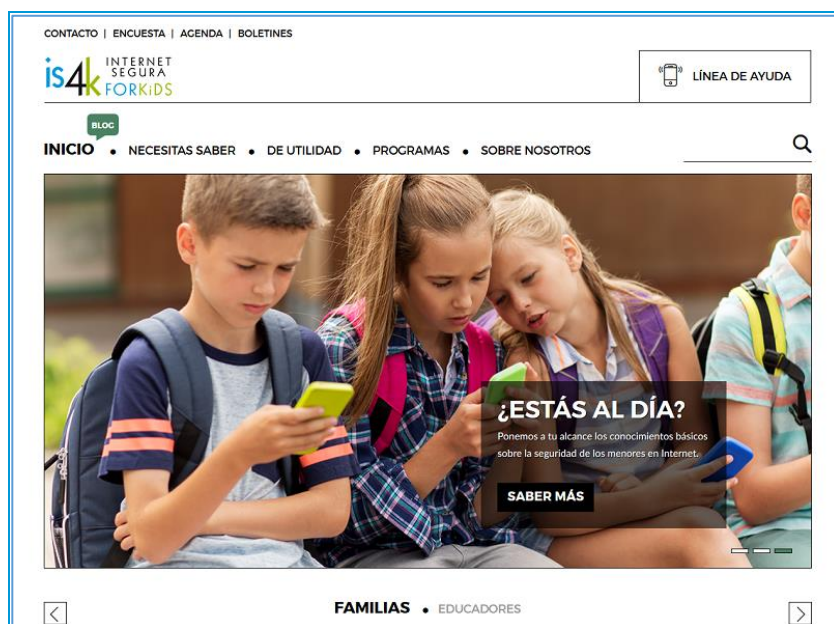 CONTACTO | ENCUESTA | AGENDA | BOLETINES
is4k INTERNET
SEGURA
FORKiDS
LÍNEA DE AYUDA
BLOG
INICIO • NECESITAS SABER • DE UTILIDAD • PROGRAMAS • SOBRE NOSOTROS
¿ESTÁS AL DÍA?
Ponemos a tu alcance los conocimientos básicos
sobre la seguridad de los menores en Internet.
SABER MÁS
FAMILIAS • EDUCADORES